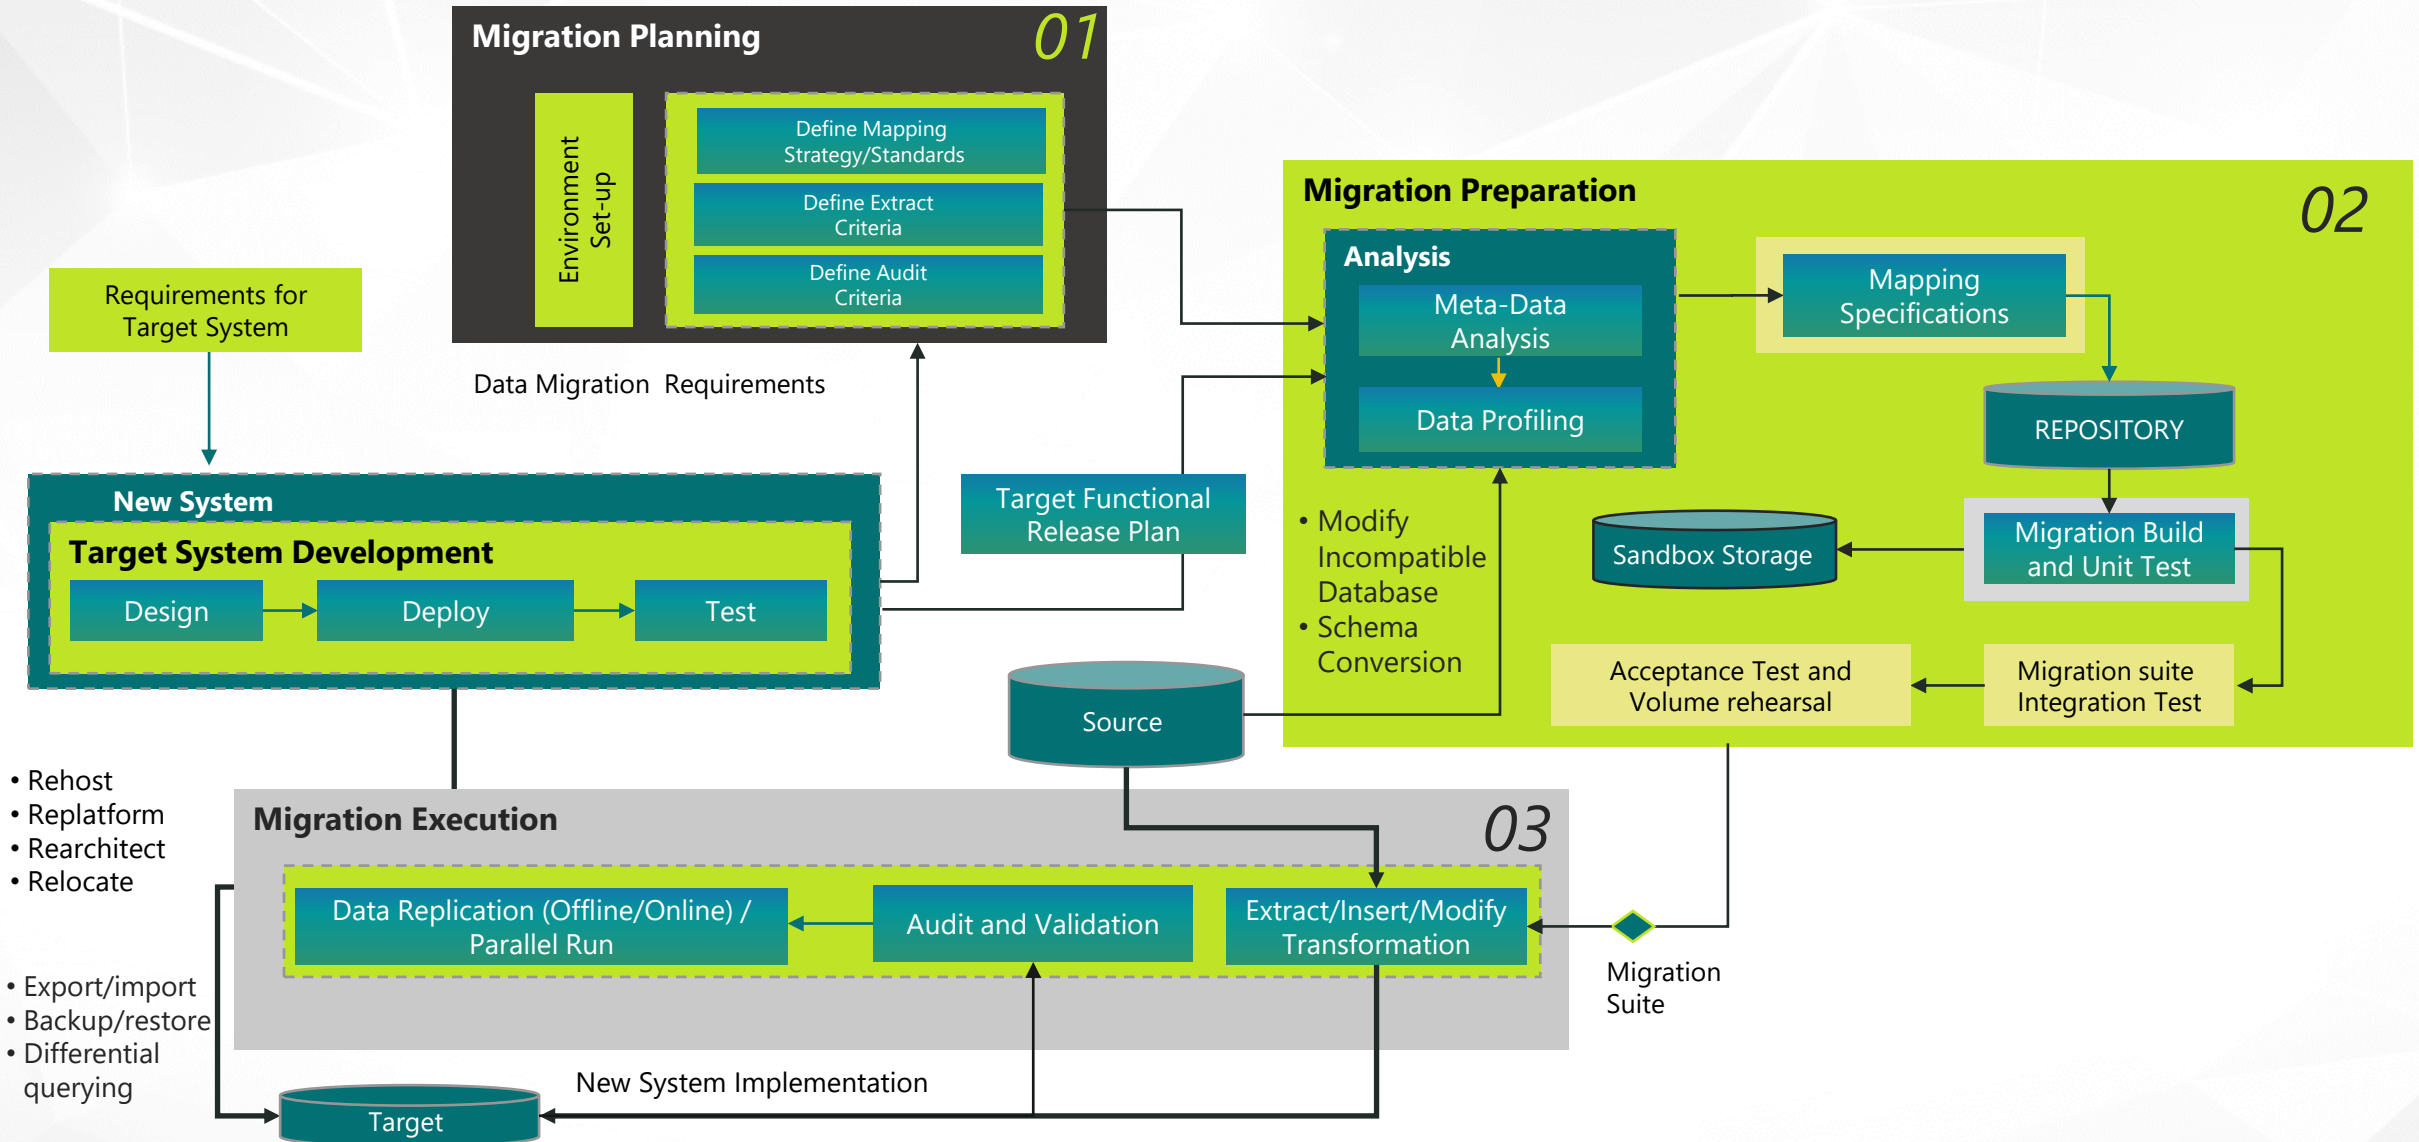 Migration Planning
01
Environment
Set-up
Define Mapping
Strategy/Standards
Define Extract
Criteria
Define Audit
Criteria
Requirements for
Target System
Data Migration Requirements
New System
Target System Development
Design
Deploy
Test
Target Functional
Release Plan
Migration Preparation
02
Analysis
Meta-Data
Analysis
Data Profiling
Mapping
Specifications
REPOSITORY
• Modify
Incompatible
Database
• Schema
Conversion
Sandbox Storage
Migration Build
and Unit Test
Acceptance Test and
Volume rehearsal
Migration suite
Integration Test
Source
• Rehost
• Replatform
• Rearchitect
• Relocate
Migration Execution
03
Data Replication (Offline/Online) /
Parallel Run
Audit and Validation
Extract/Insert/Modify
Transformation
Migration
Suite
• Export/import
• Backup/restore
• Differential
querying
New System Implementation
Target